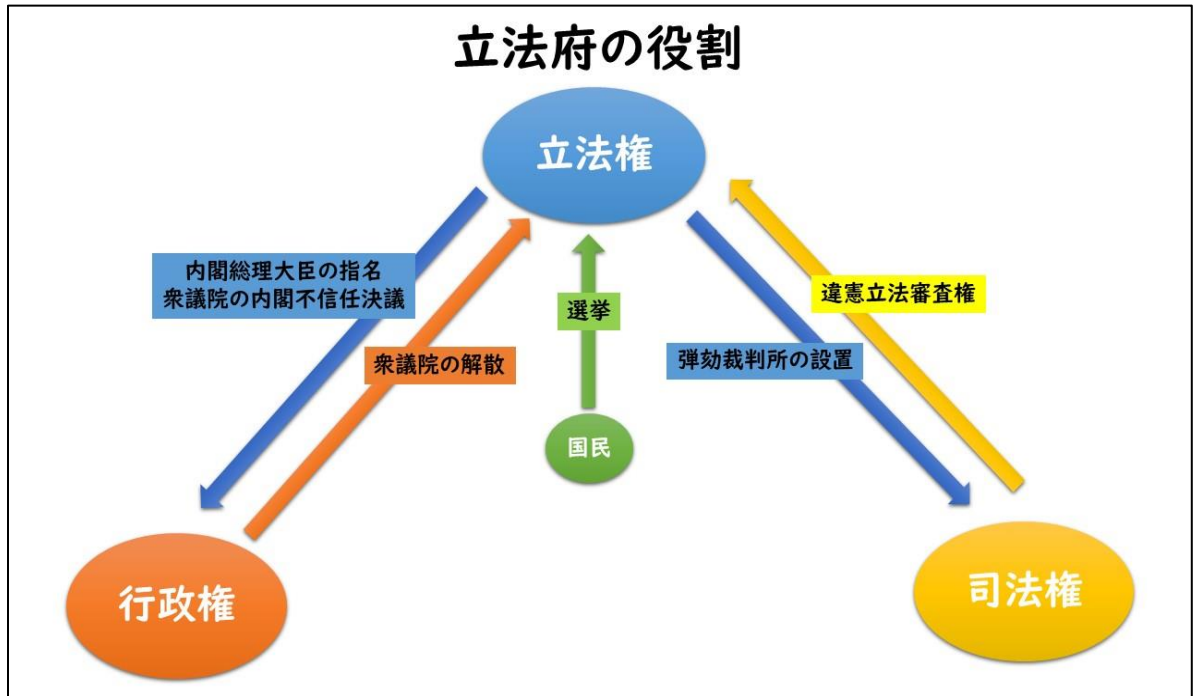 立法府の役割
立法権
内閣総理大臣の指名
衆議院の内閣不信任決議
衆議院の解散
選挙
違憲立法審査権
弾劾裁判所の設置
国民
行政権
司法権